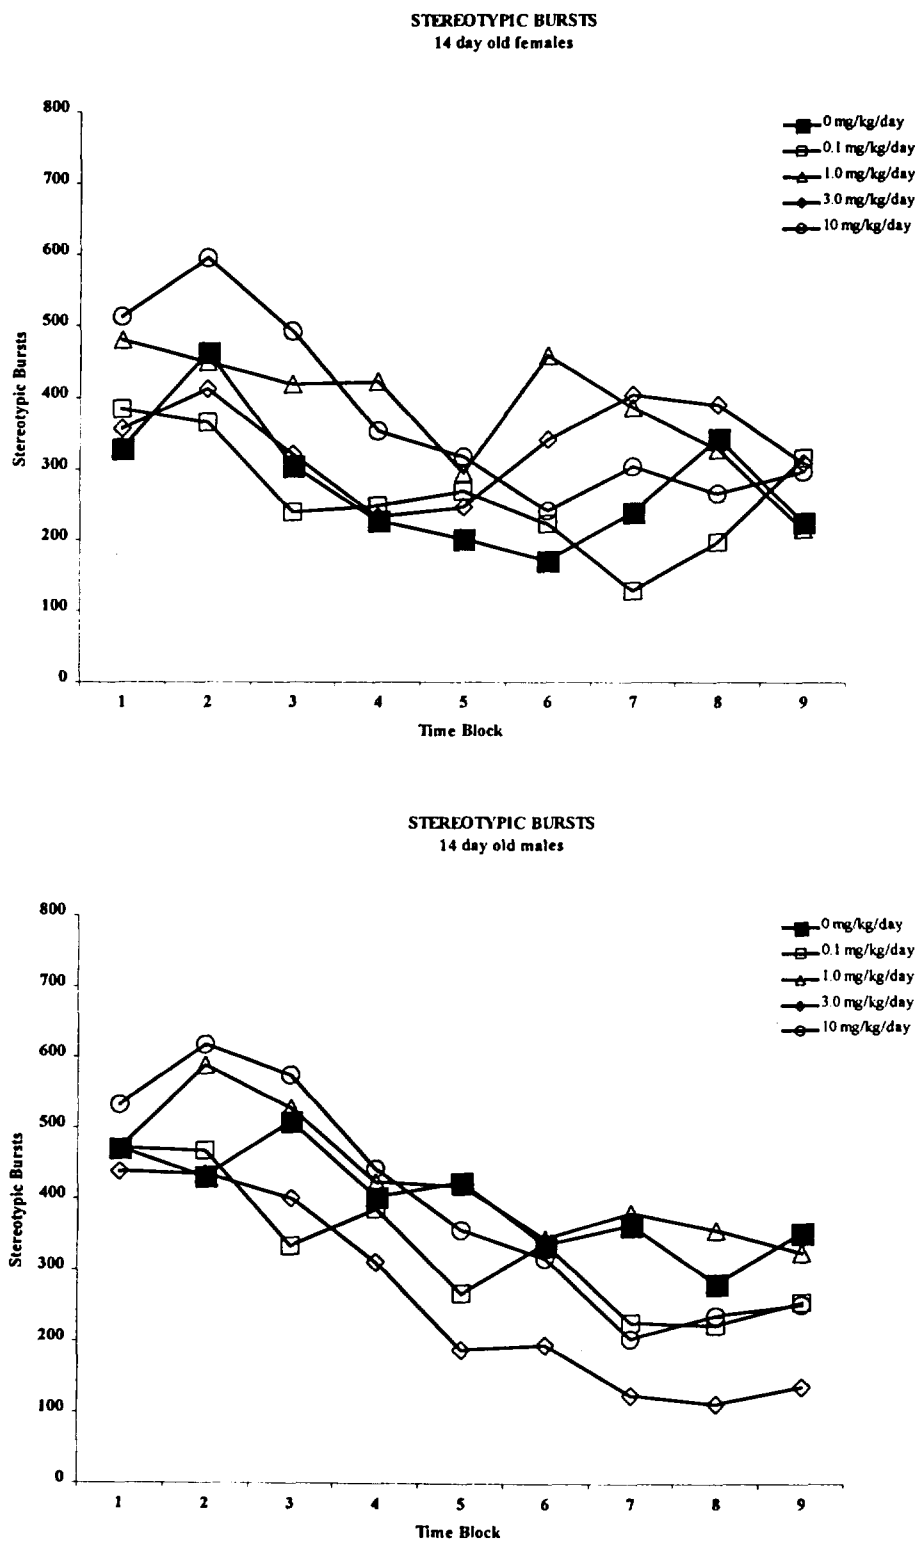 STEREOTYPIC BURSTS
14 day old females
800
700
600
500
400
300
200
100
0
Stereotypic Bursts
0 mg/kg/day
0.1 mg/kg/day
1.0 mg/kg/day
3.0 mg/kg/day
10 mg/kg/day
1 2 3 4 5 6 7 8 9
Time Block
STEREOTYPIC BURSTS
14 day old males
800
700
600
500
400
300
200
100
0
Stereotypic Bursts
0 mg/kg/day
0.1 mg/kg/day
1.0 mg/kg/day
3.0 mg/kg/day
10 mg/kg/day
1 2 3 4 5 6 7 8 9
Time Block